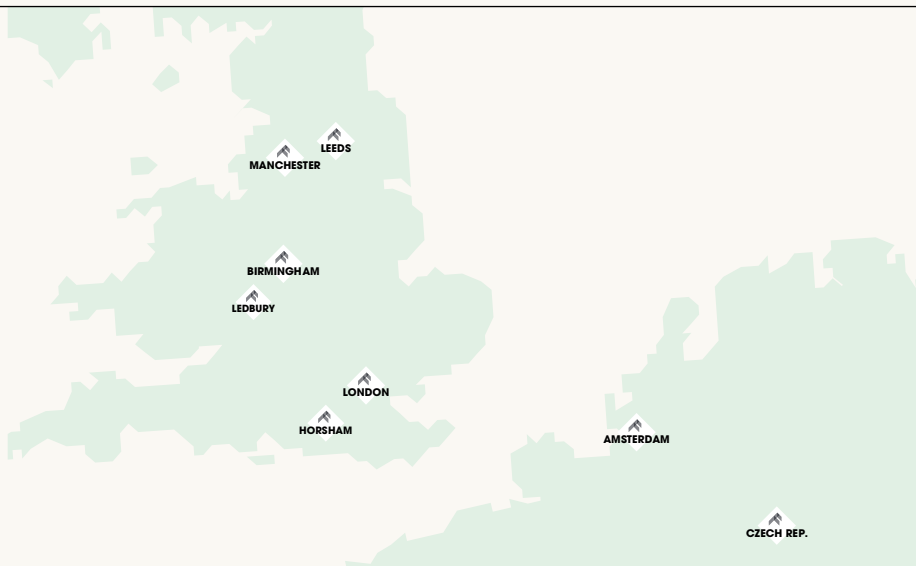 LEEDS
MANCHESTER
BIRMINGHAM
LEDBURY
LONDON
HORSHAM
AMSTERDAM
CZECH REP.